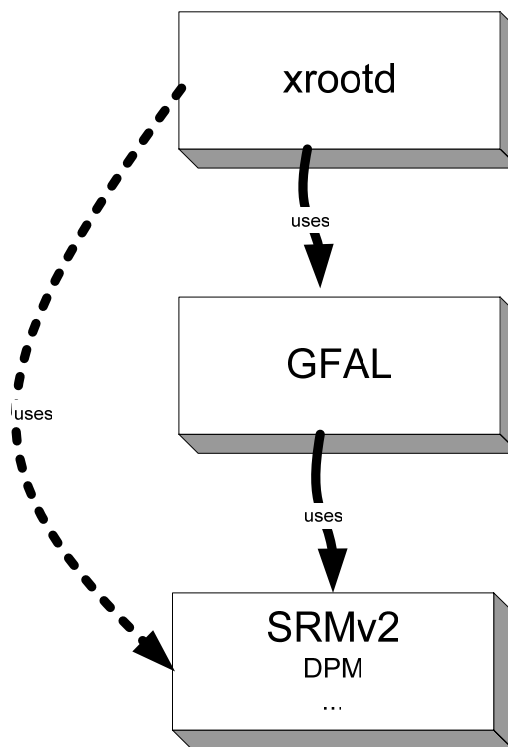 xrootd
uses
GFAL
uses
uses
SRMv2
DPM
...